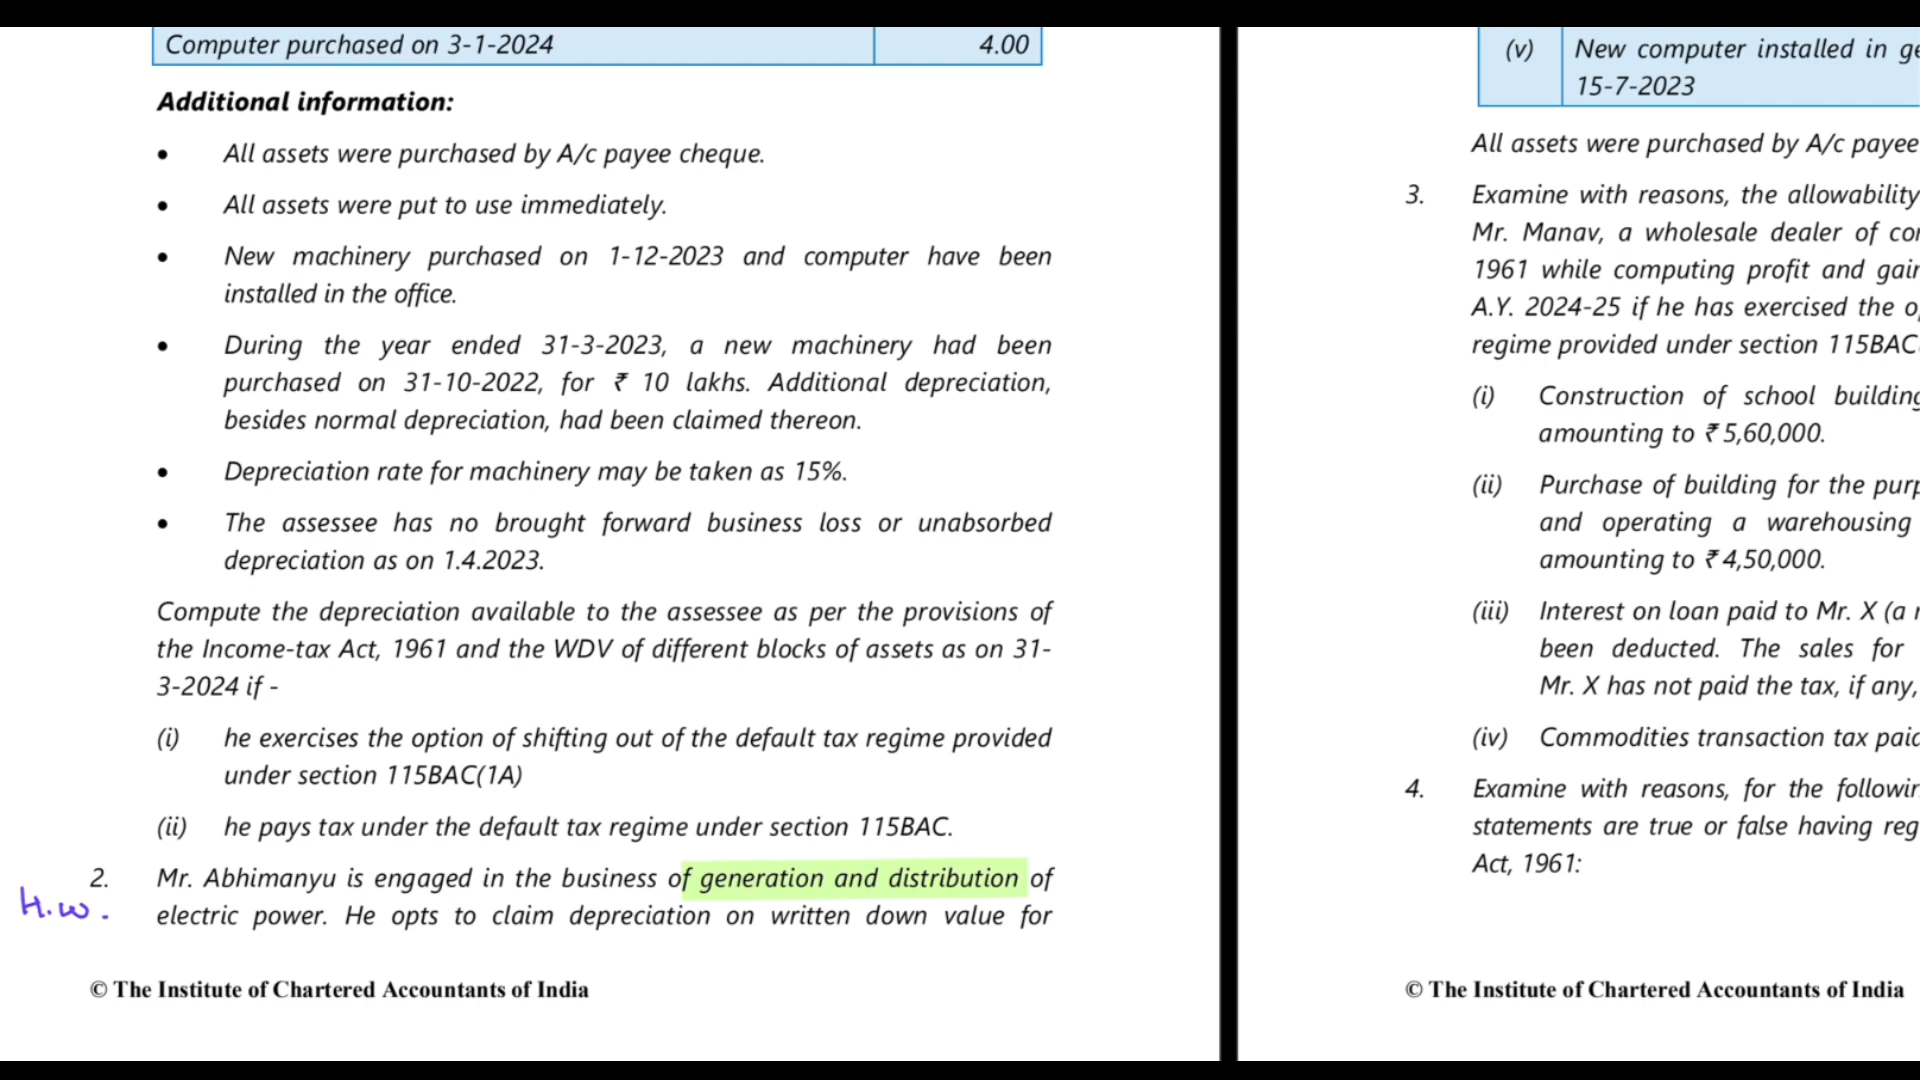 Computer purchased on 3-1-2024 4.00
Additional information:
• All assets were purchased by A/c payee cheque.
• All assets were put to use immediately.
• New machinery purchased on 1-12-2023 and computer have been
installed in the office.
• During the year ended 31-3-2023, a new machinery had been
purchased on 31-10-2022, for ₹ 10 lakhs. Additional depreciation,
besides normal depreciation, had been claimed thereon.
• Depreciation rate for machinery may be taken as 15%.
• The assessee has no brought forward business loss or unabsorbed
depreciation as on 1.4.2023.
Compute the depreciation available to the assessee as per the provisions of
the Income-tax Act, 1961 and the WDV of different blocks of assets as on 31-
3-2024 if -
(i) he exercises the option of shifting out of the default tax regime provided
under section 115BAC(1A)
(ii) he pays tax under the default tax regime under section 115BAC.
2. Mr. Abhimanyu is engaged in the business of generation and distribution of
H.W. electric power. He opts to claim depreciation on written down value for
© The Institute of Chartered Accountants of India
(v) New computer installed in ge
15-7-2023
All assets were purchased by A/c payee
3. Examine with reasons, the allowability
Mr. Manav, a wholesale dealer of co
1961 while computing profit and gai
A.Y. 2024-25 if he has exercised the o
regime provided under section 115BAC
(i) Construction of school building
amounting to ₹ 5,60,000.
(ii) Purchase of building for the purp
and operating a warehousing
amounting to ₹ 4,50,000.
(iii) Interest on loan paid to Mr. X (a
been deducted. The sales for
Mr. X has not paid the tax, if any,
(iv) Commodities transaction tax paid
4. Examine with reasons, for the followin
statements are true or false having reg
Act, 1961:
© The Institute of Chartered Accountants of India